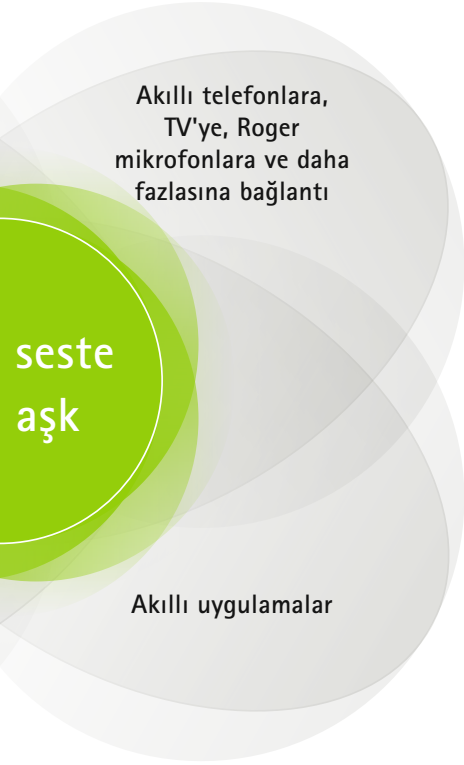 Akıllı telefonlara,
TV'ye, Roger
mikrofonlara ve daha
fazlasına bağlantı
seste
aşk
Akıllı uygulamalar